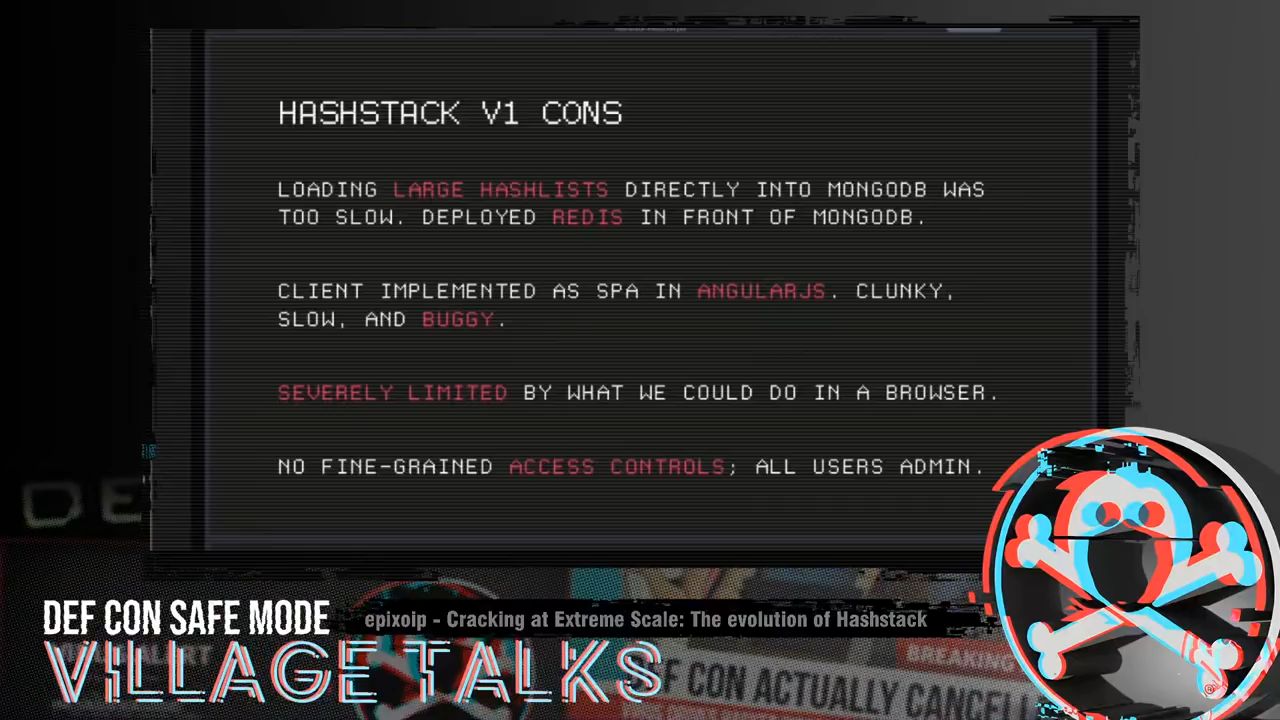 HASHSTACK V1 CONS
LOADING LARGE HASHLISTS DIRECTLY INTO MONGODB WAS
TOO SLOW. DEPLOYED REDIS IN FRONT OF MONGODB.
CLIENT IMPLEMENTED AS SPA IN ANGULARJS. CLUNKY,
SLOW, AND BUGGY.
SEVERELY LIMITED BY WHAT WE COULD DO IN A BROWSER.
NO FINE-GRAINED ACCESS CONTROLS; ALL USERS ADMIN.
DE
DEF CON SAFE MODE
epixoip - Cracking at Extreme Scale: The evolution of Hashstack
VILLAGE TALKS
BREAKIN
DEF CON ACTUALLY CANCELL